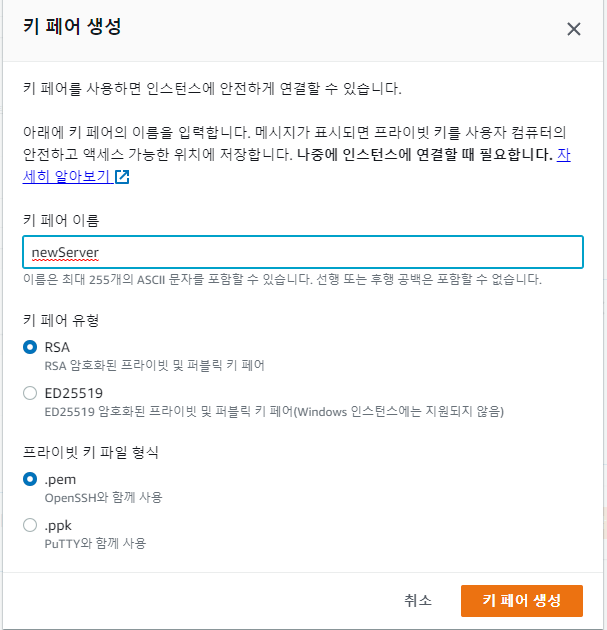 키 페어 생성
키 페어를 사용하면 인스턴스에 안전하게 연결할 수 있습니다.
아래에 키 페어의 이름을 입력합니다. 메시지가 표시되면 프라이빗 키를 사용자 컴퓨터의
안전하고 액세스 가능한 위치에 저장합니다. 나중에 인스턴스에 연결할 때 필요합니다. 자
세히 알아보기
키 페어 이름
newServer
이름은 최대 255개의 ASCII 문자를 포함할 수 있습니다. 선행 또는 후행 공백은 포함할 수 없습니다.
키 페어 유형
RSA
RSA 암호화된 프라이빗 및 퍼블릭 키 페어
ED25519
ED25519 암호화된 프라이빗 및 퍼블릭 키 페어(Windows 인스턴스에는 지원되지 않음)
프라이빗 키 파일 형식
.pem
OpenSSH와 함께 사용
.ppk
PuTTY와 함께 사용
취소
키 페어 생성